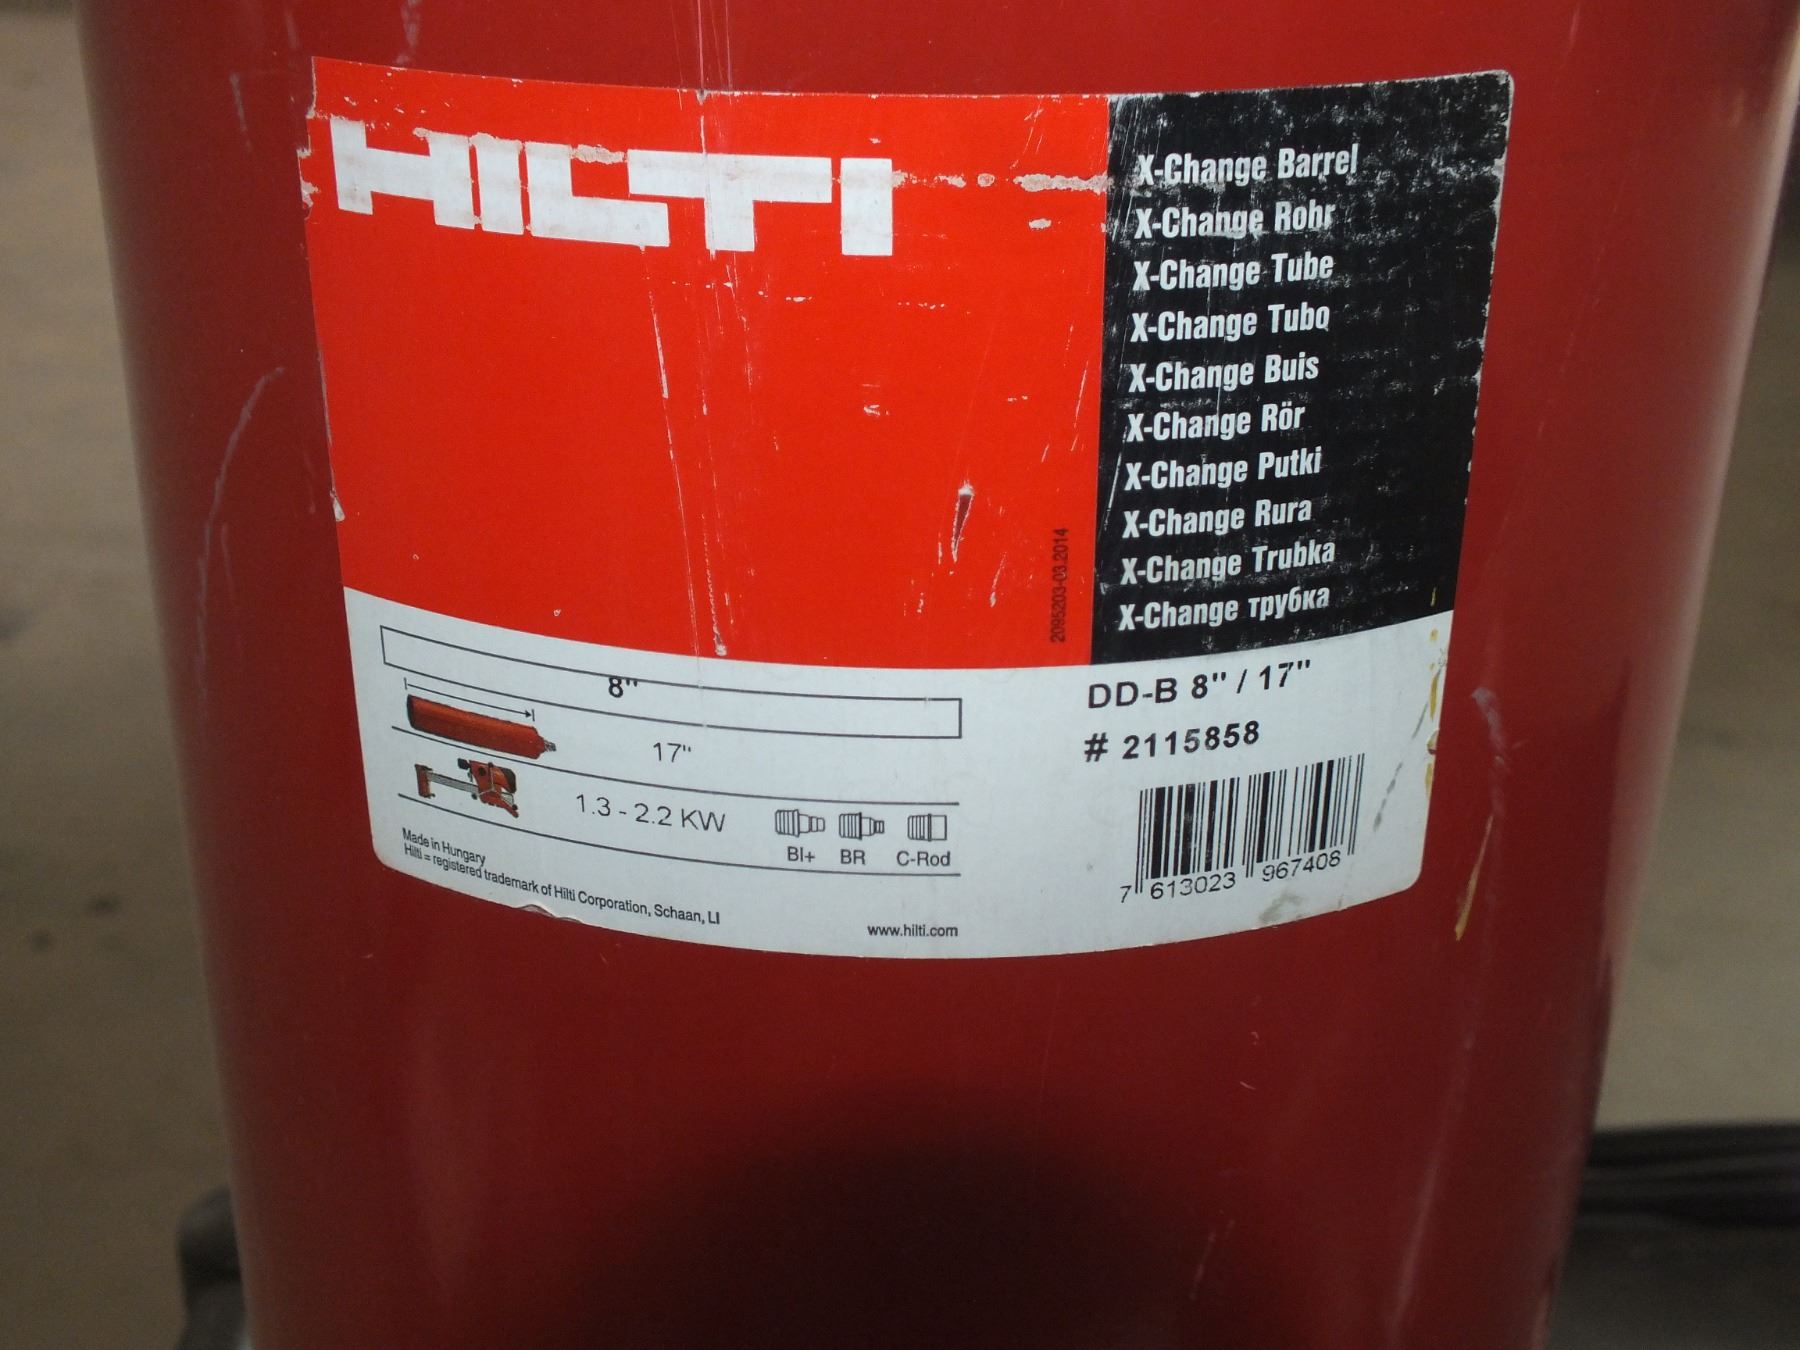 HILTI
X-Change Barrel
X-Change Rohr
X-Change Tube
X-Change Tubo
X-Change Buis
X-Change Rör
X-Change Putki
X-Change Rura
X-Change Trubka
X-Change трубка
2095203-03.2014
8"
17"
1.3 - 2.2 KW
BI+ BR C-Rod
Made in Hungary
Hilti = registered trademark of Hilti Corporation, Schaan, LI
www.hilti.com
DD-B 8" / 17"
# 2115858
7 613023 967408